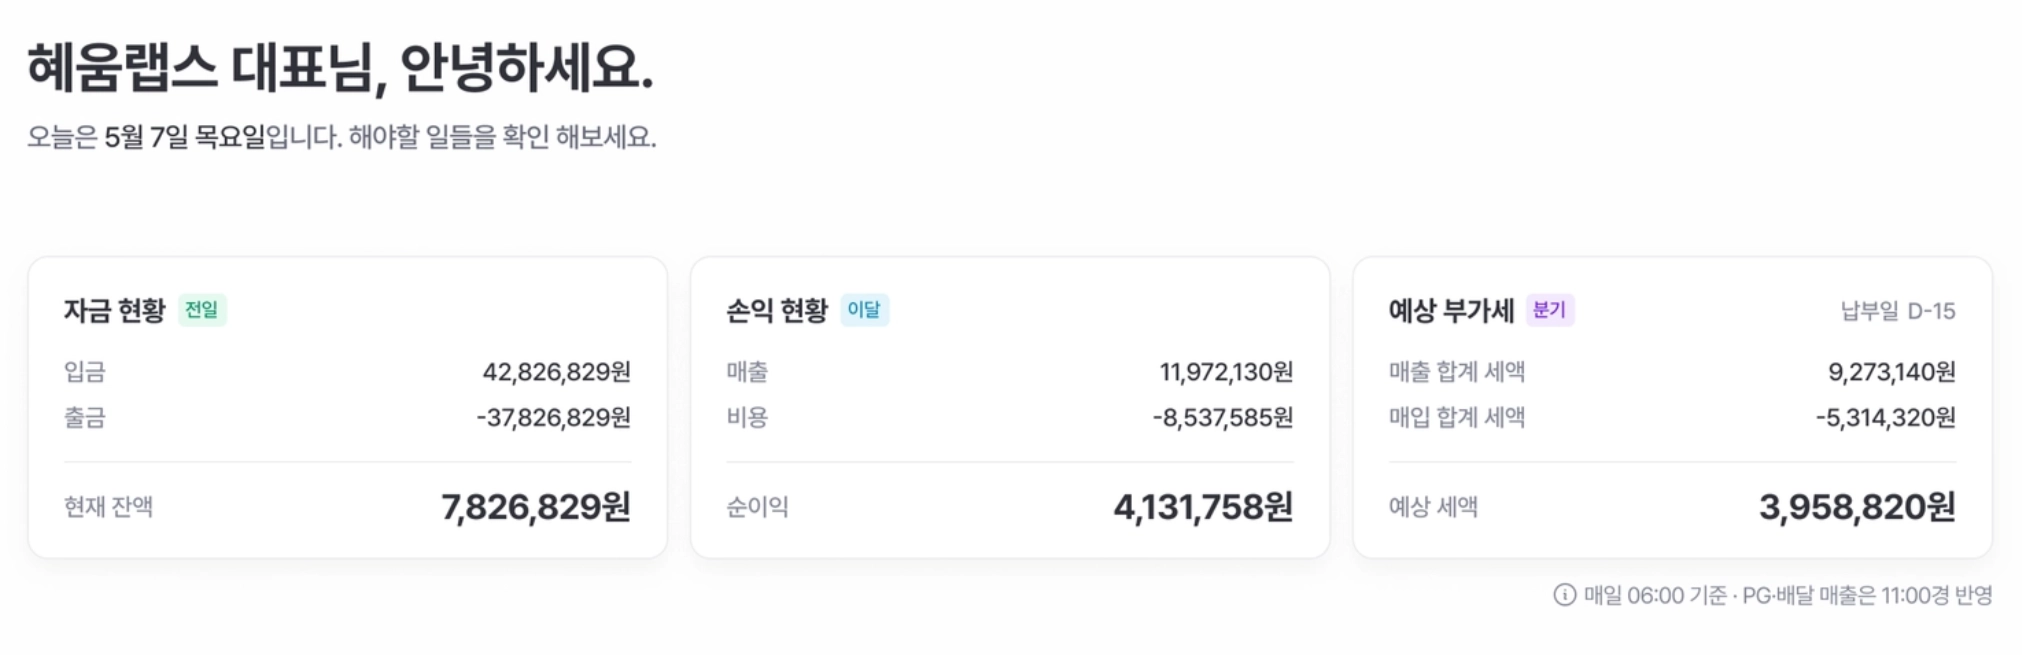 혜움랩스 대표님, 안녕하세요.
오늘은 5월 7일 목요일입니다. 해야할 일들을 확인 해보세요.
자금 현황 전일
입금 42,826,829원
출금 -37,826,829원
현재 잔액 7,826,829원
손익 현황 이달
매출 11,972,130원
비용 -8,537,585원
순이익 4,131,758원
예상 부가세 분기 납부일 D-15
매출 합계 세액 9,273,140원
매입 합계 세액 -5,314,320원
예상 세액 3,958,820원
매일 06:00 기준 · PG·배달 매출은 11:00경 반영